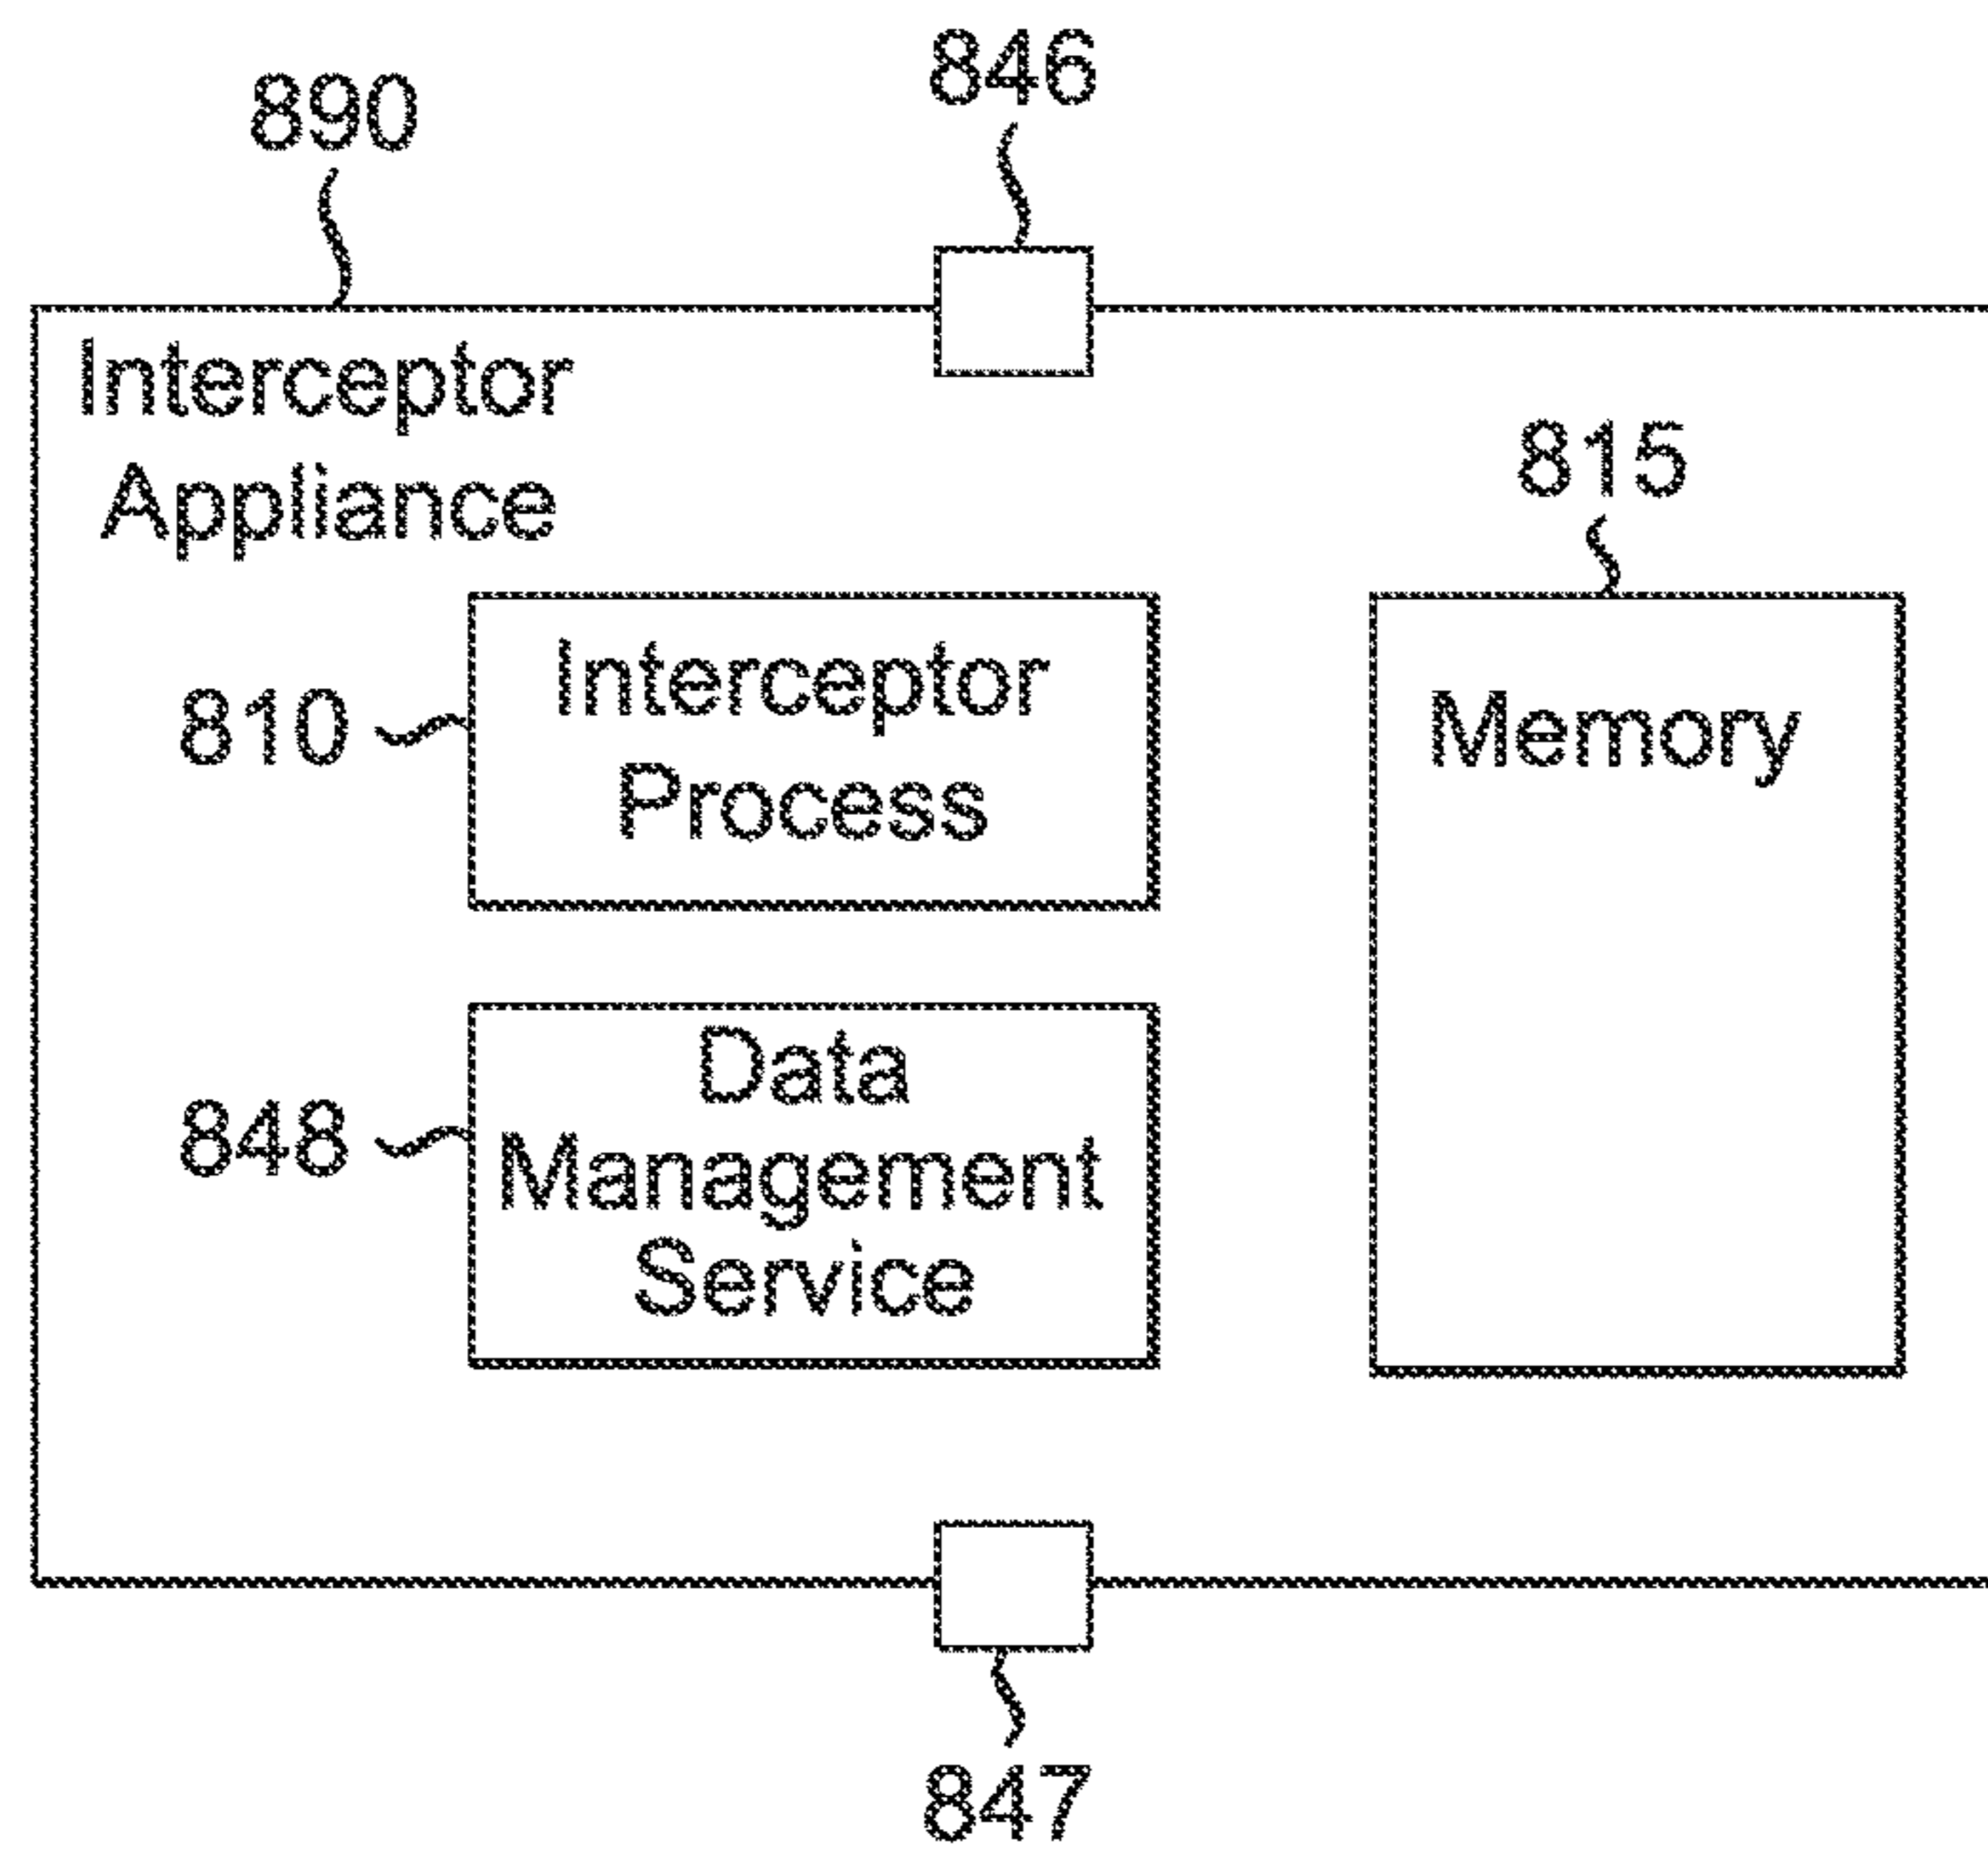 846
890
Interceptor
Appliance
815
Interceptor
Process
810
Memory
Data
Management
Service
848
847